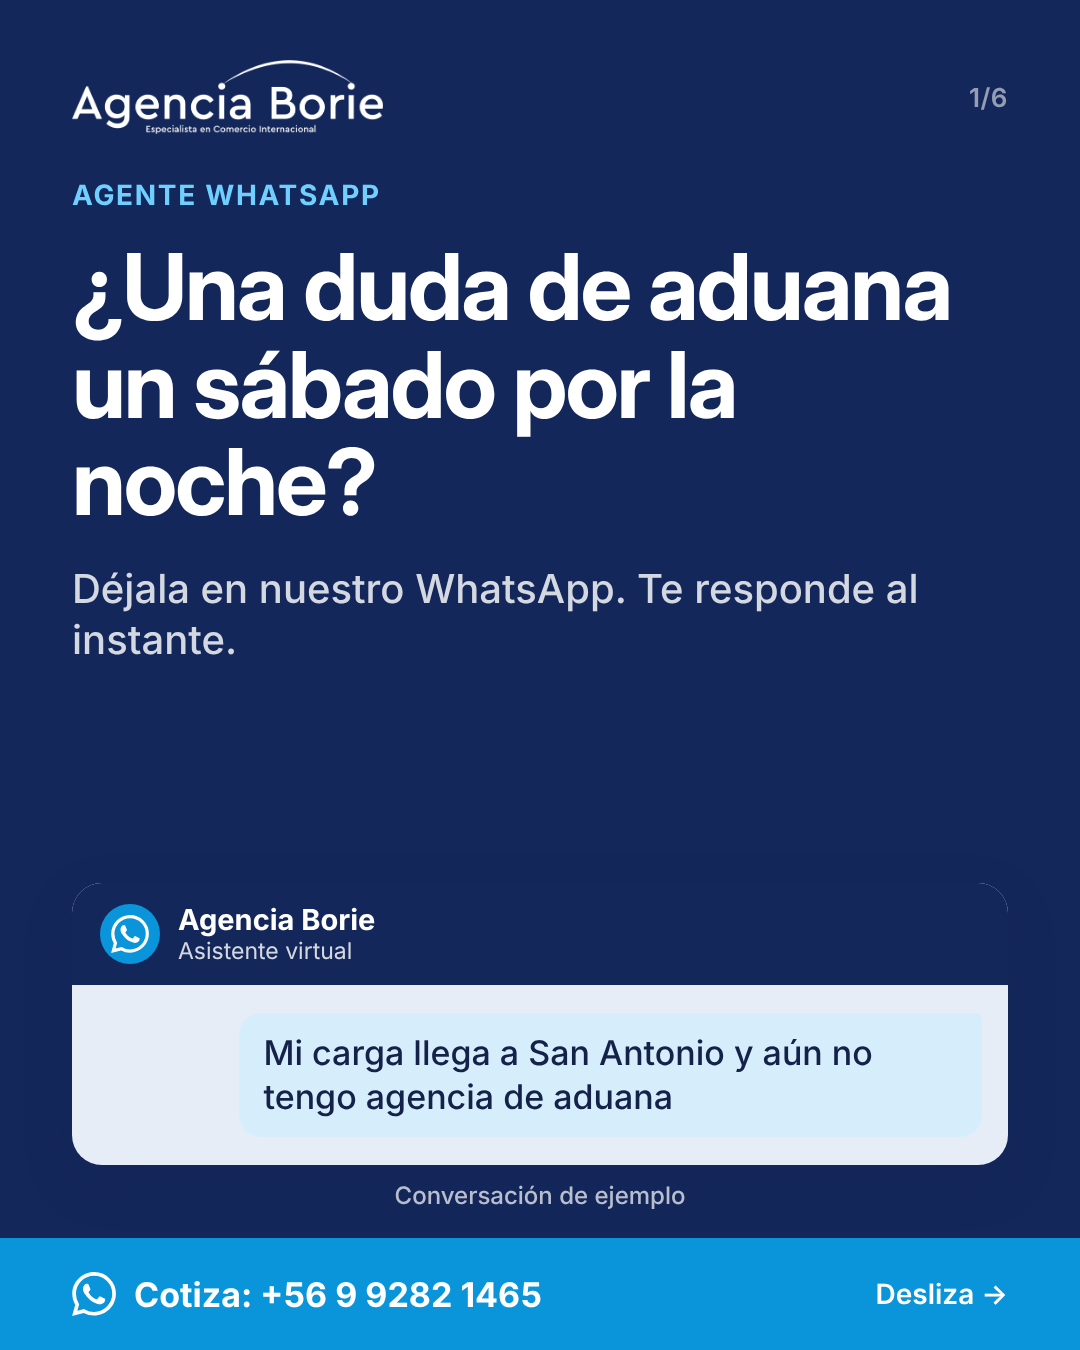 Agencia Borie
Especialista en Comercio Internacional
1/6
AGENTE WHATSAPP
¿Una duda de aduana
un sábado por la
noche?
Déjala en nuestro WhatsApp. Te responde al
instante.
Agencia Borie
Asistente virtual
Mi carga llega a San Antonio y aún no
tengo agencia de aduana
Conversación de ejemplo
Cotiza: +56 9 9282 1465
Desliza →